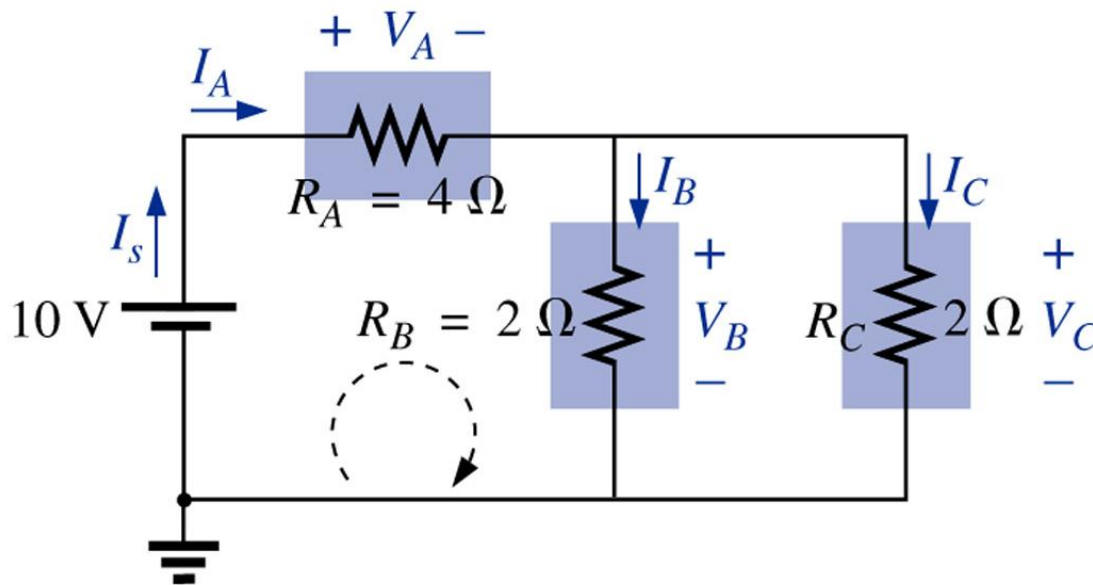 + V_A −
I_A
R_A = 4 Ω
I_s
I_B
I_C
10 V
R_B = 2 Ω
+
V_B
−
R_C
2 Ω
+
V_C
−